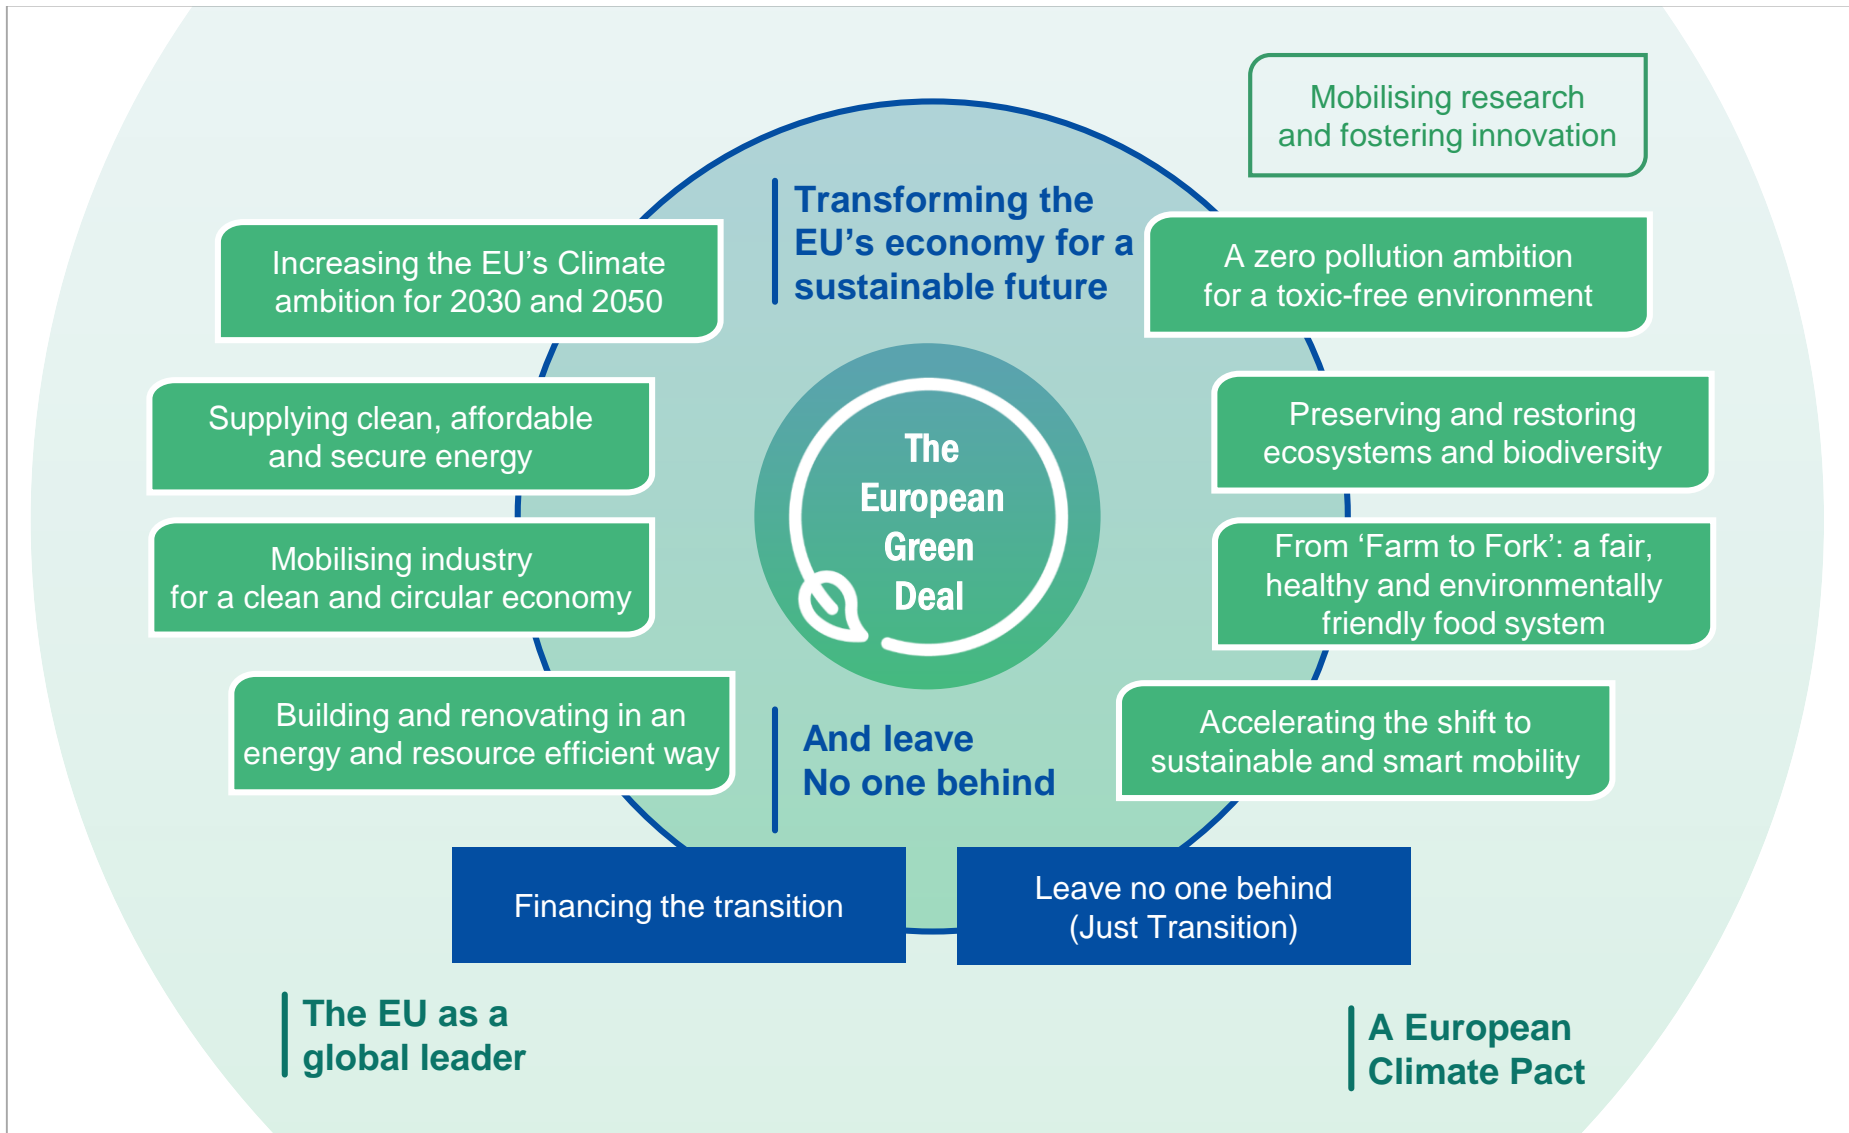 Mobilising research
and fostering innovation
Transforming the
EU’s economy for a
sustainable future
Increasing the EU’s Climate
ambition for 2030 and 2050
A zero pollution ambition
for a toxic-free environment
Supplying clean, affordable
and secure energy
Preserving and restoring
ecosystems and biodiversity
The
European
Green
Deal
Mobilising industry
for a clean and circular economy
From ‘Farm to Fork’: a fair,
healthy and environmentally
friendly food system
Building and renovating in an
energy and resource efficient way
Accelerating the shift to
sustainable and smart mobility
And leave
No one behind
Financing the transition
Leave no one behind
(Just Transition)
The EU as a
global leader
A European
Climate Pact